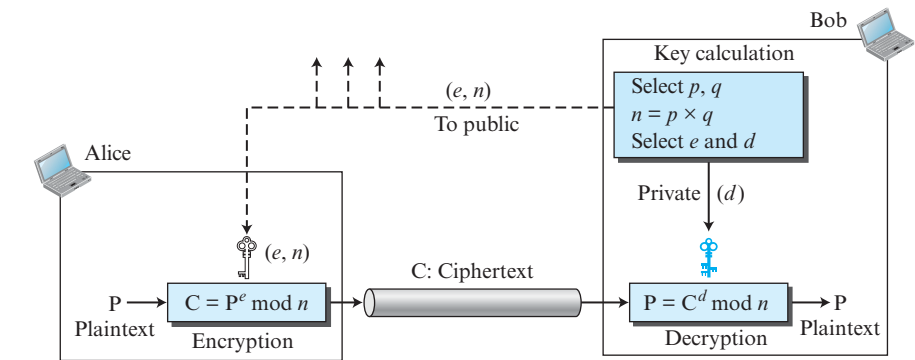 Bob
Key calculation
Select p, q
n = p × q
Select e and d
(e, n)
To public
Alice
Private (d)
(e, n)
C: Ciphertext
P
Plaintext
C = P^e mod n
Encryption
P = C^d mod n
Decryption
P
Plaintext